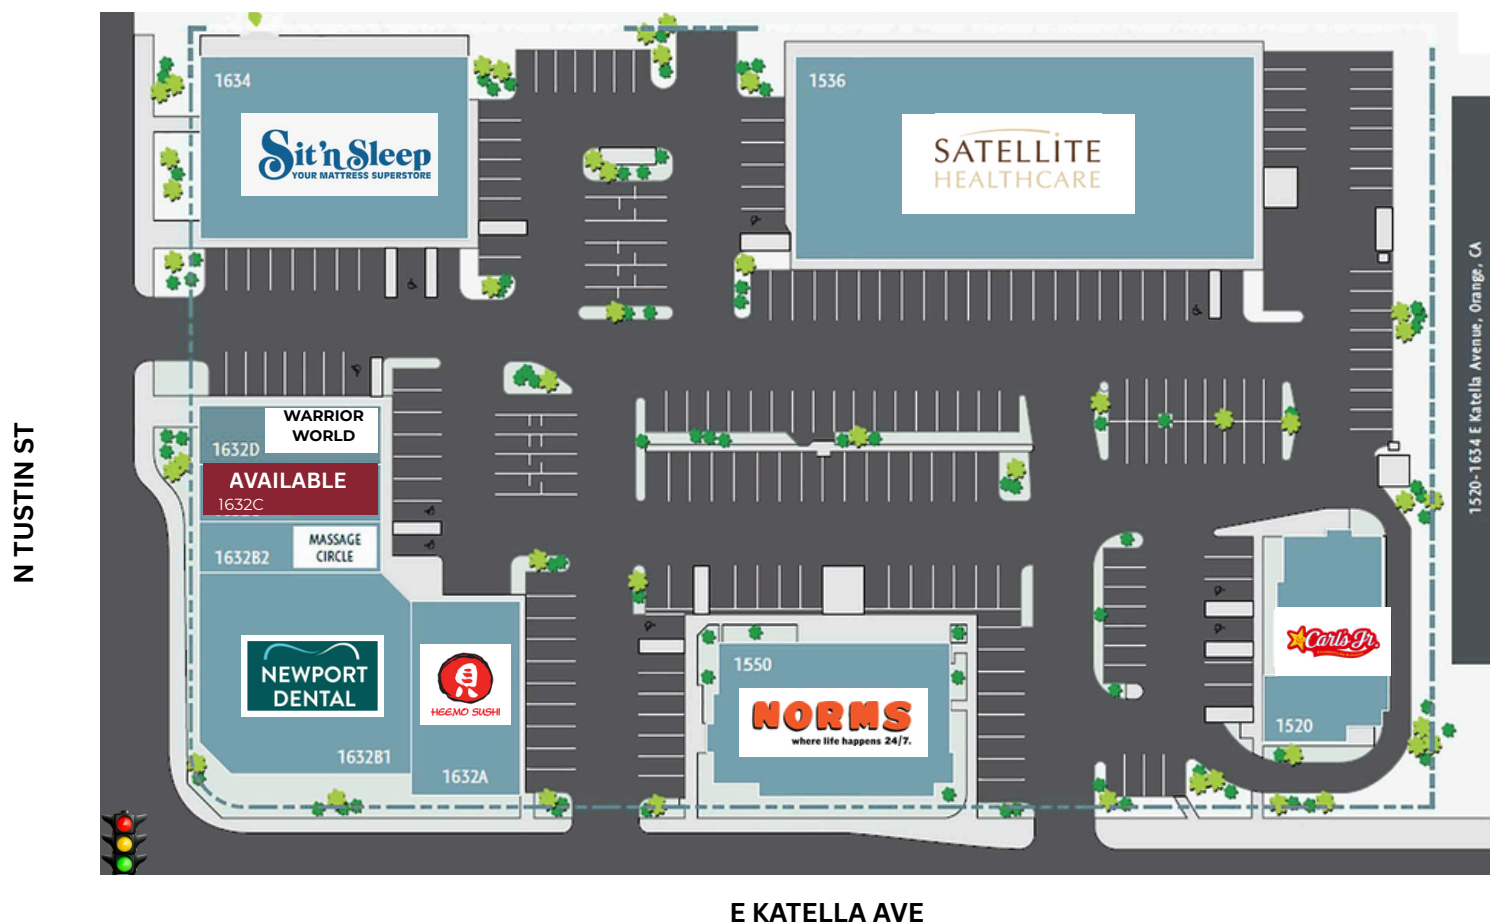 1634
Sit'n Sleep
YOUR MATTRESS SUPERSTORE
1536
SATELLITE
HEALTHCARE
1520-1634 E Katella Avenue, Orange, CA
N TUSTIN ST
WARRIOR
WORLD
1632D
AVAILABLE
1632C
1632B2
MASSAGE
CIRCLE
NEWPORT
DENTAL
1632B1
HEEMO SUSHI
1632A
1550
NORMS
where life happens 24/7.
Carl's Jr.
1520
E KATELLA AVE